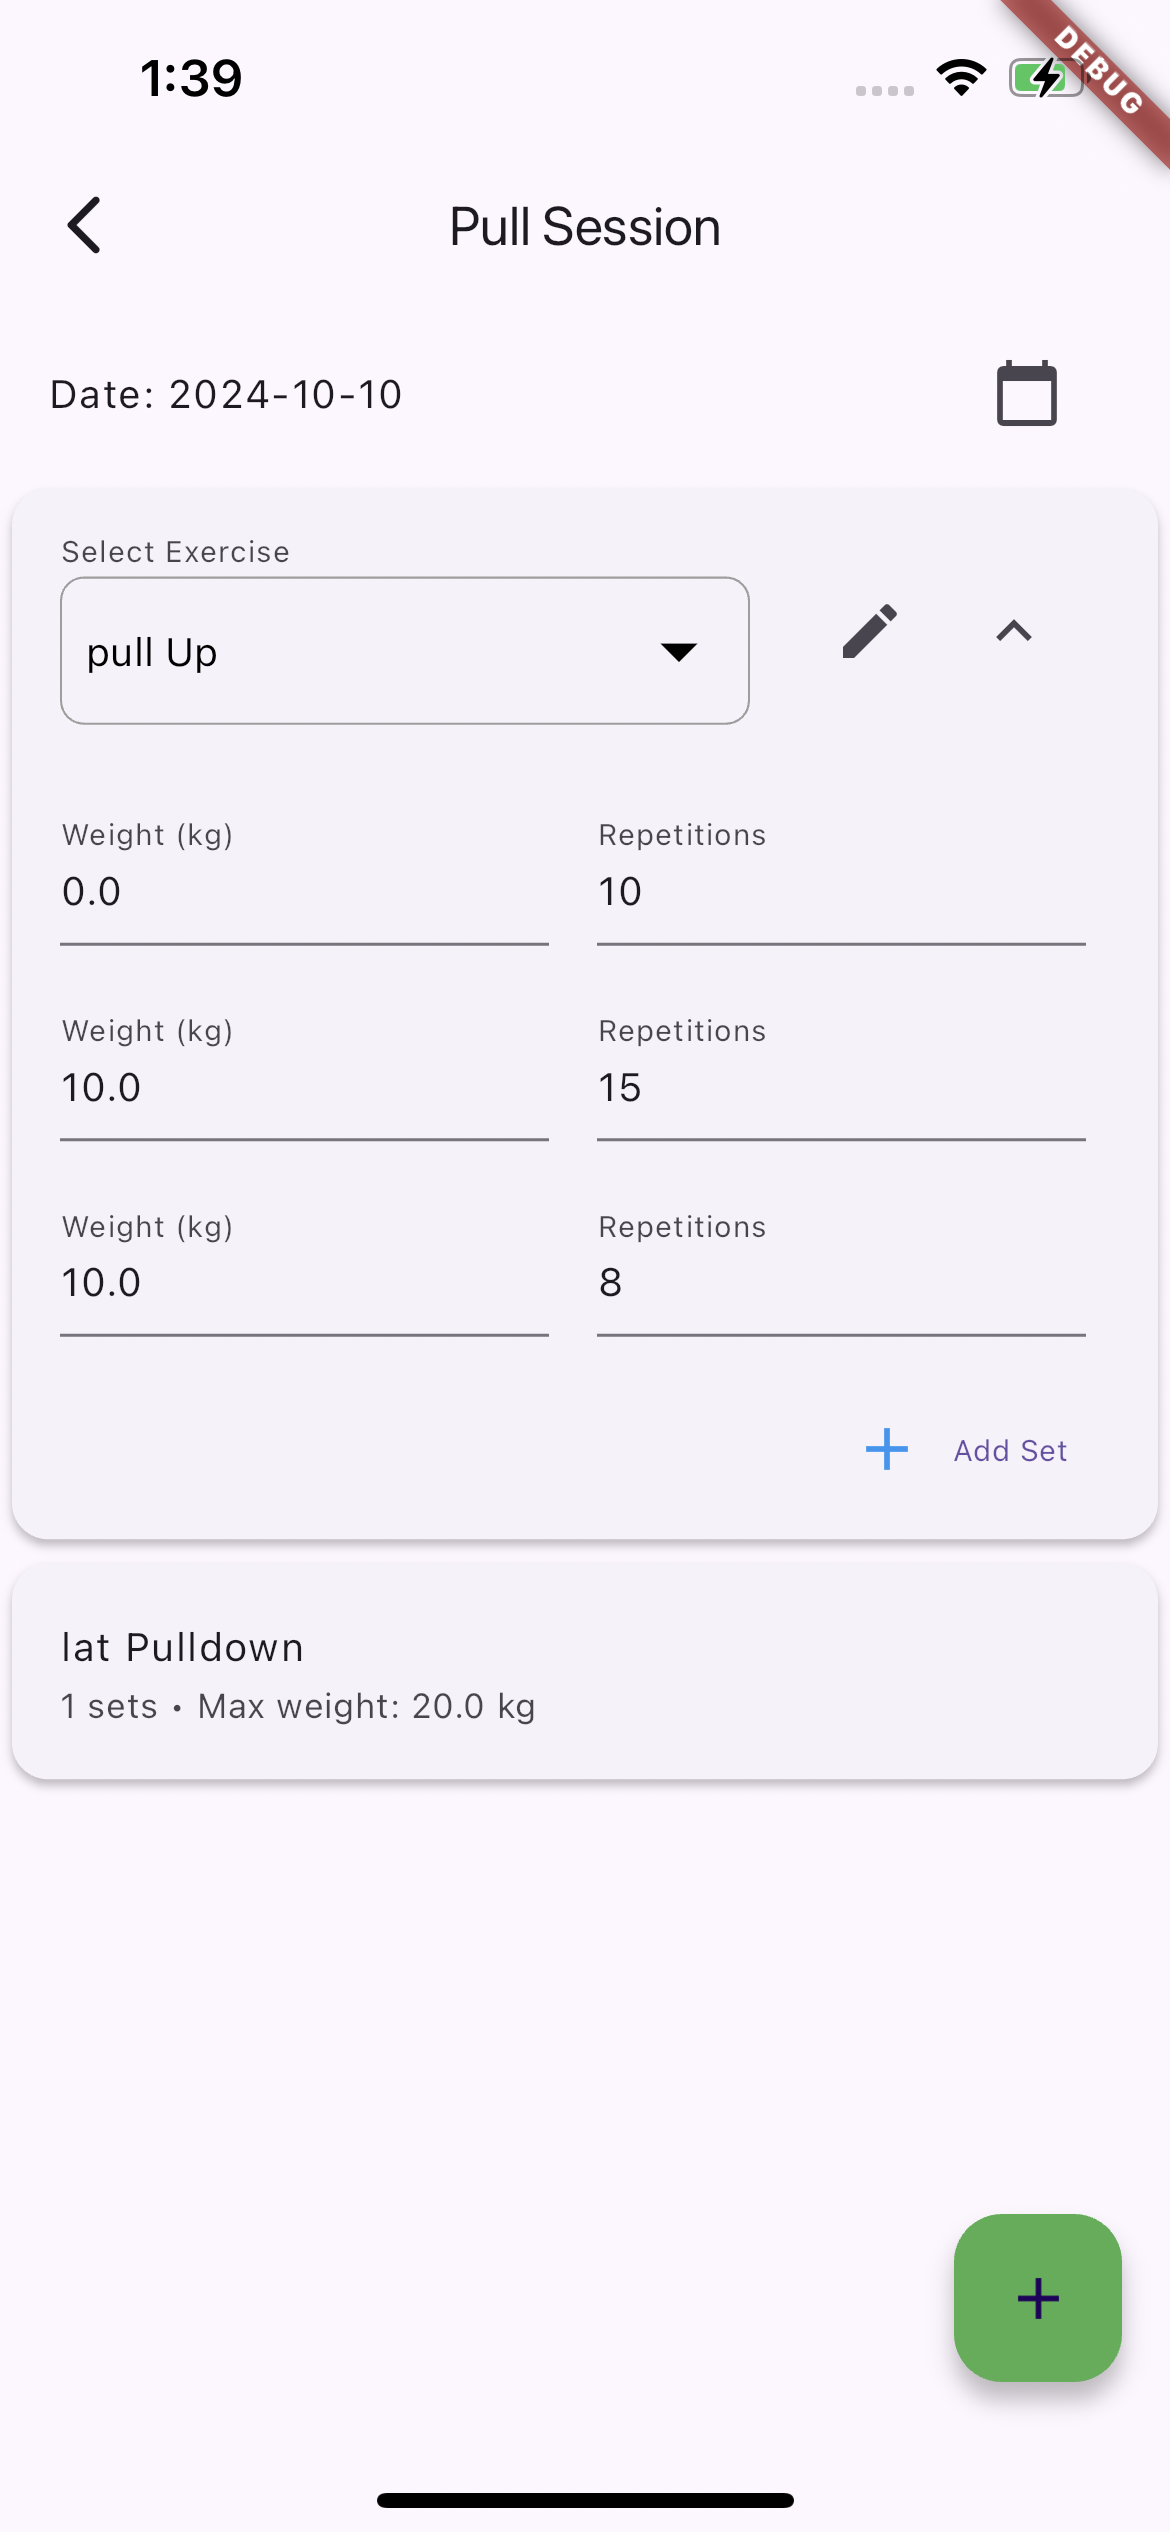 1:39
DEBUG
Pull Session
Date: 2024-10-10
Select Exercise
pull Up
Weight (kg) Repetitions
0.0 10
Weight (kg) Repetitions
10.0 15
Weight (kg) Repetitions
10.0 8
Add Set
lat Pulldown
1 sets • Max weight: 20.0 kg